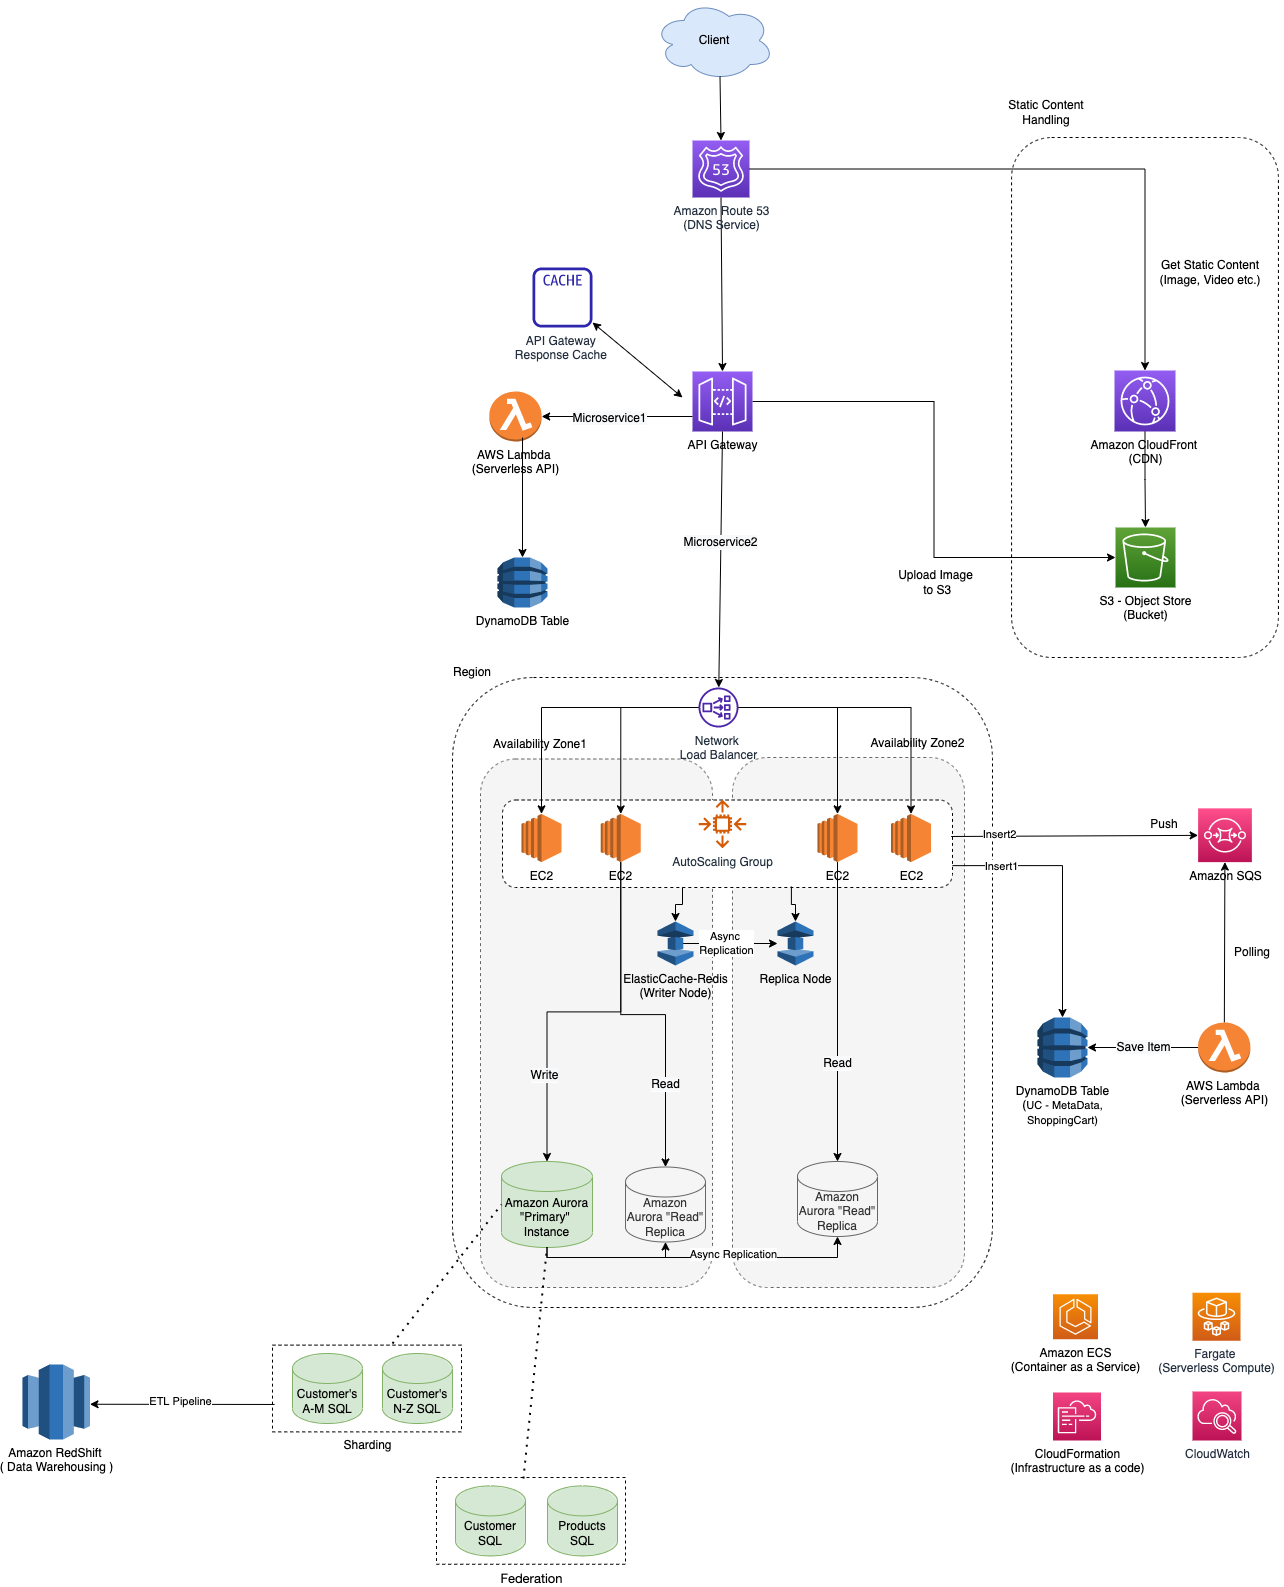 Client
Static Content
Handling
53
Amazon Route 53
(DNS Service)
Get Static Content
(Image, Video etc.)
CACHE
API Gateway
Response Cache
</>
Microservice1
API Gateway
Amazon CloudFront
(CDN)
AWS Lambda
(Serverless API)
Microservice2
Upload Image
to S3
S3 - Object Store
(Bucket)
DynamoDB Table
Region
Network
Load Balancer
Availability Zone1
Availability Zone2
EC2
EC2
AutoScaling Group
EC2
EC2
Insert2
Push
Insert1
Amazon SQS
Async
Replication
ElasticCache-Redis
(Writer Node)
Replica Node
Polling
Write
Read
Read
Save Item
DynamoDB Table
(UC - MetaData,
ShoppingCart)
AWS Lambda
(Serverless API)
Amazon Aurora
"Primary"
Instance
Amazon
Aurora "Read"
Replica
Amazon
Aurora "Read"
Replica
Async Replication
Amazon ECS
(Container as a Service)
Fargate
(Serverless Compute)
Customer's
A-M SQL
Customer's
N-Z SQL
ETL Pipeline
Sharding
Amazon RedShift
( Data Warehousing )
CloudFormation
(Infrastructure as a code)
CloudWatch
Customer
SQL
Products
SQL
Federation